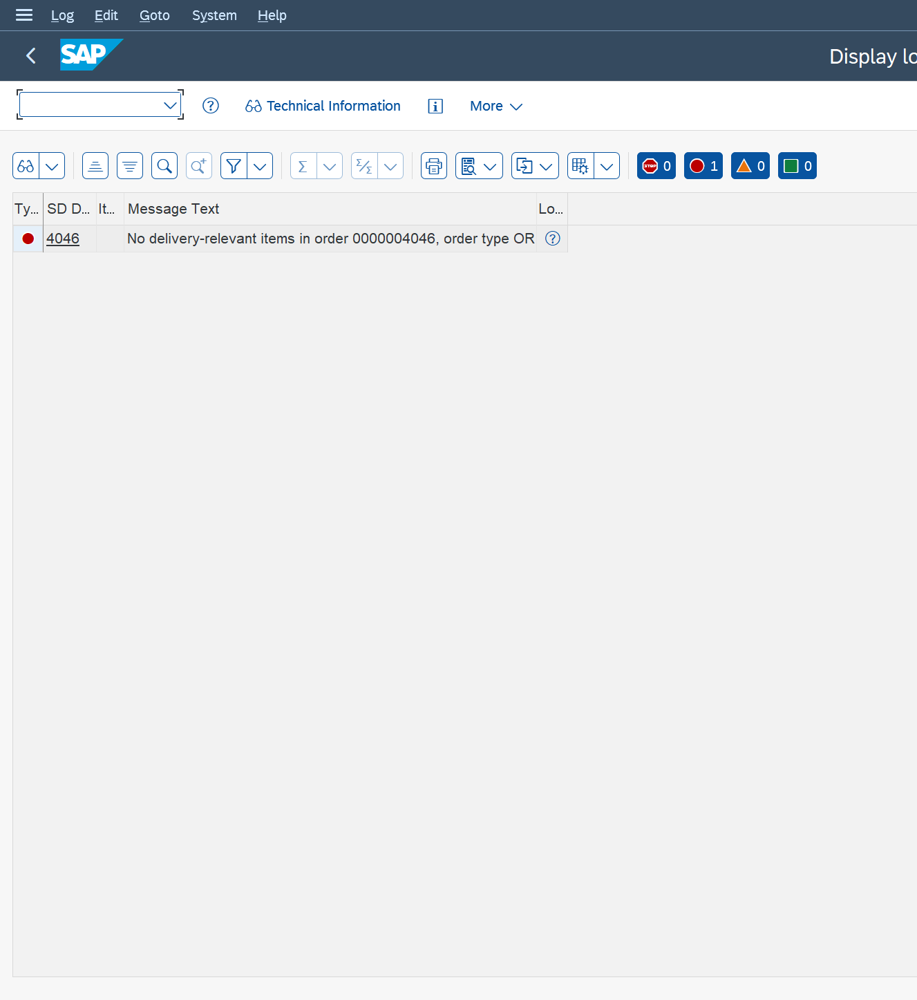 Log Edit Goto System Help
SAP Display lo
Technical Information More
STOP 0 1 0 0
Ty... SD D... It... Message Text Lo...
4046 No delivery-relevant items in order 0000004046, order type OR